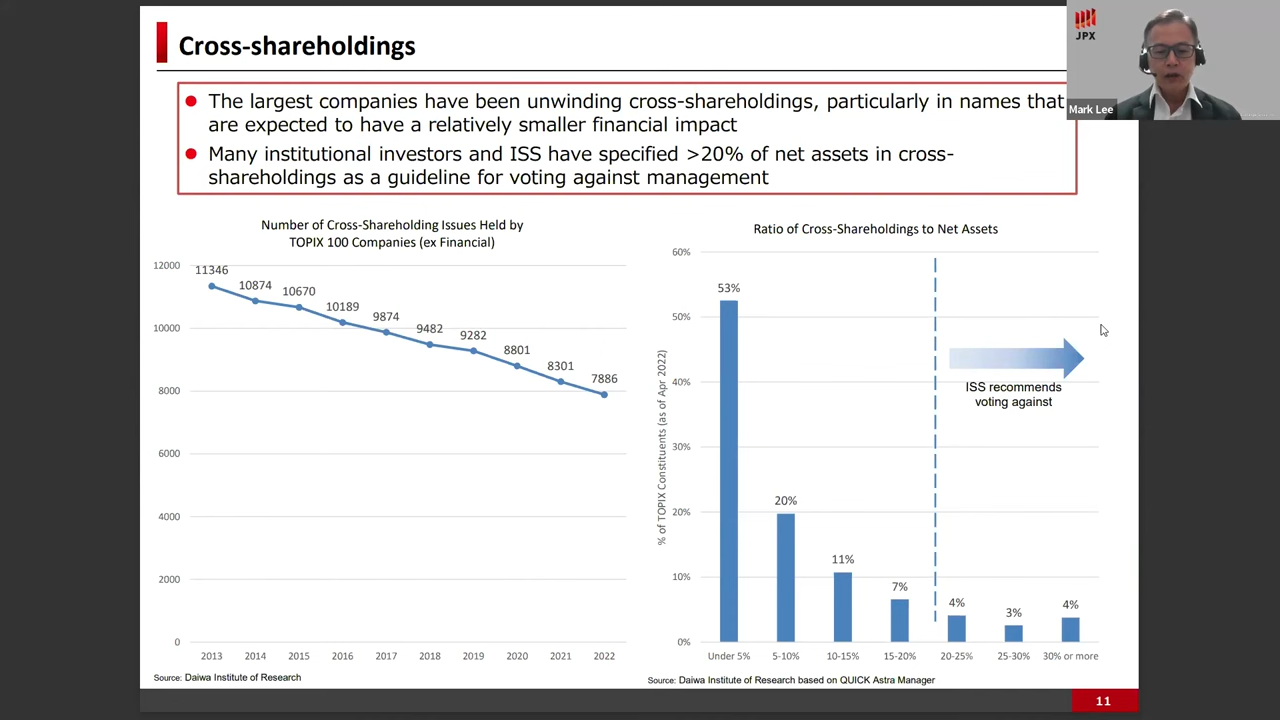 Cross-shareholdings
JPX
Mark Lee
The largest companies have been unwinding cross-shareholdings, particularly in names that
are expected to have a relatively smaller financial impact
Many institutional investors and ISS have specified >20% of net assets in cross-
shareholdings as a guideline for voting against management
Number of Cross-Shareholding Issues Held by
TOPIX 100 Companies (ex Financial)
12000
10000
8000
6000
4000
2000
0
11346
10874
10670
10189
9874
9482
9282
8801
8301
7886
2013 2014 2015 2016 2017 2018 2019 2020 2021 2022
Source: Daiwa Institute of Research
Ratio of Cross-Shareholdings to Net Assets
% of TOPIX Constituents (as of Apr 2022)
60%
50%
40%
30%
20%
10%
0%
53%
20%
11%
7%
4%
3%
4%
ISS recommends
voting against
Under 5% 5-10% 10-15% 15-20% 20-25% 25-30% 30% or more
Source: Daiwa Institute of Research based on QUICK Astra Manager
11